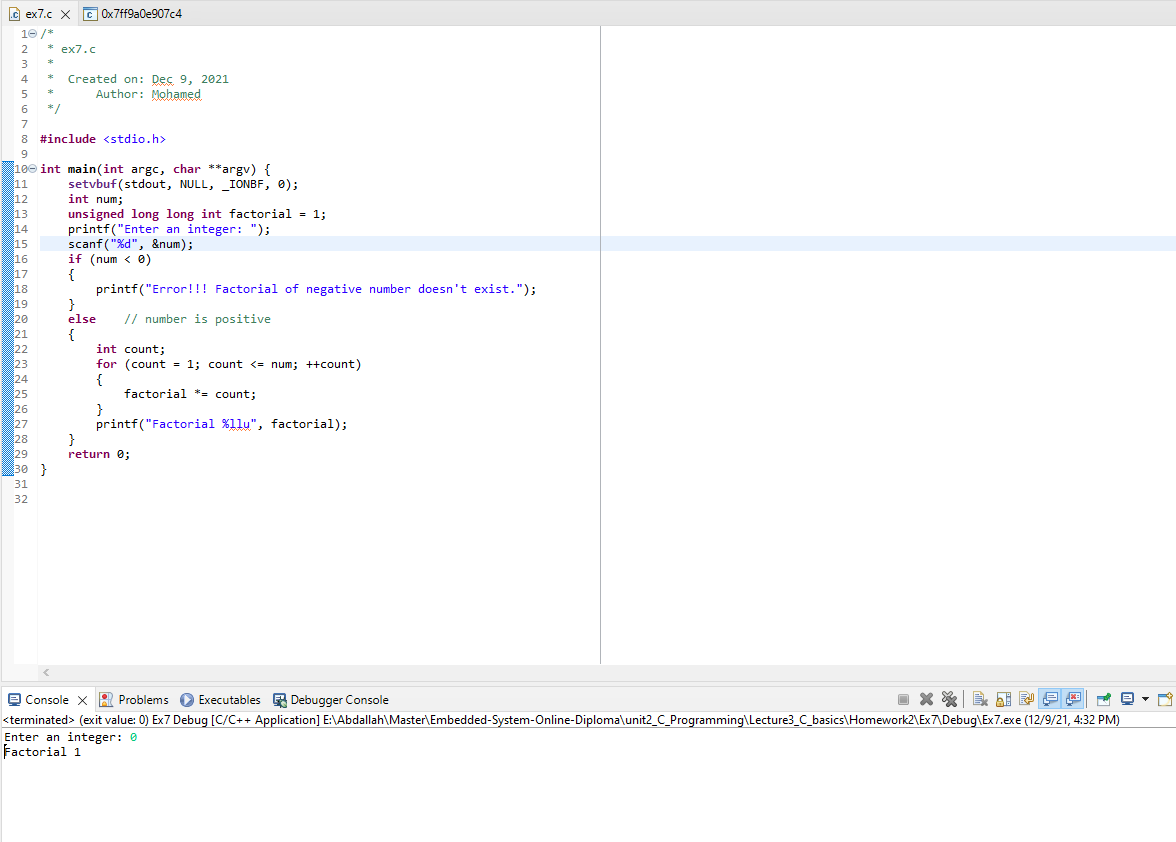 ex7.c
0x7ff9a0e907c4
1 /*
2  * ex7.c
3  *
4  *  Created on: Dec 9, 2021
5  *      Author: Mohamed
6  */
7
8 #include <stdio.h>
9
10 int main(int argc, char **argv) {
11     setvbuf(stdout, NULL, _IONBF, 0);
12     int num;
13     unsigned long long int factorial = 1;
14     printf("Enter an integer: ");
15     scanf("%d", &num);
16     if (num < 0)
17     {
18         printf("Error!!! Factorial of negative number doesn't exist.");
19     }
20     else    // number is positive
21     {
22         int count;
23         for (count = 1; count <= num; ++count)
24         {
25             factorial *= count;
26         }
27         printf("Factorial %llu", factorial);
28     }
29     return 0;
30 }
31
32
Console Problems Executables Debugger Console
<terminated> (exit value: 0) Ex7 Debug [C/C++ Application] E:\Abdallah\Master\Embedded-System-Online-Diploma\unit2_C_Programming\Lecture3_C_basics\Homework2\Ex7\Debug\Ex7.exe (12/9/21, 4:32 PM)
Enter an integer: 0
Factorial 1